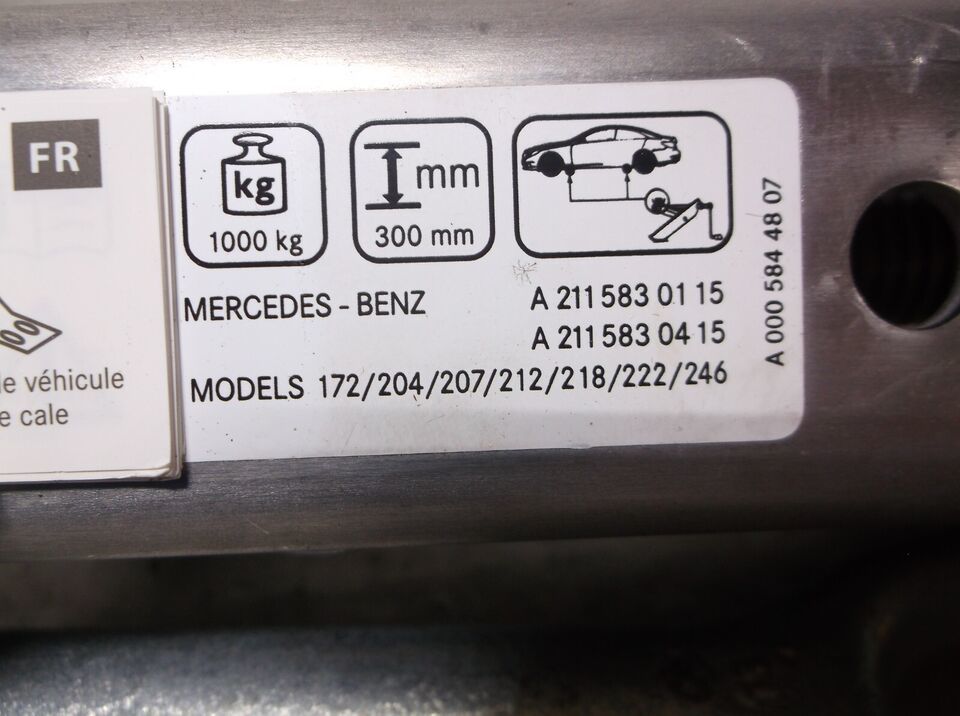 FR
le véhicule
e cale
kg
1000 kg
mm
300 mm
MERCEDES - BENZ
A 211 583 01 15
A 211 583 04 15
MODELS 172/204/207/212/218/222/246
A 000 584 48 07